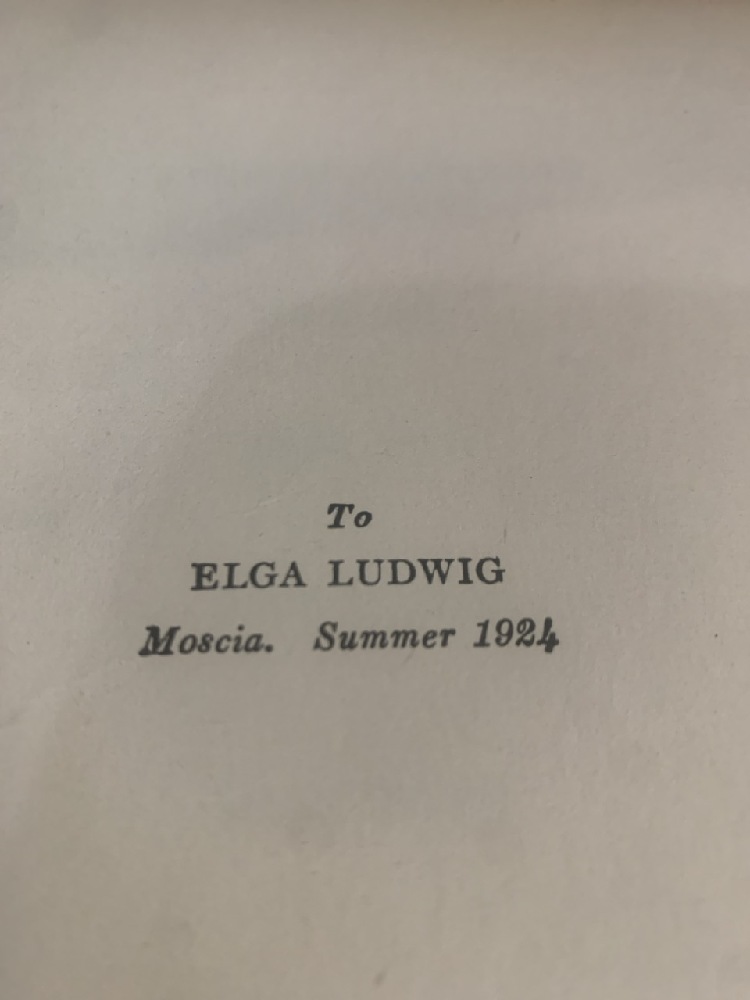 To
ELGA LUDWIG
Moscia. Summer 1924